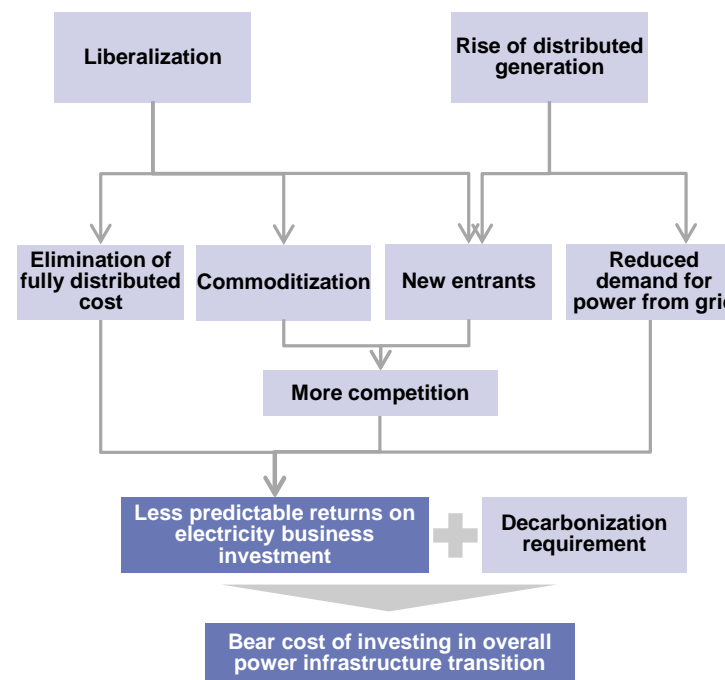 Liberalization
Rise of distributed
generation
Elimination of
fully distributed
cost
Commoditization
New entrants
Reduced
demand for
power from gri
More competition
Less predictable returns on
electricity business
investment
Decarbonization
requirement
Bear cost of investing in overall
power infrastructure transition